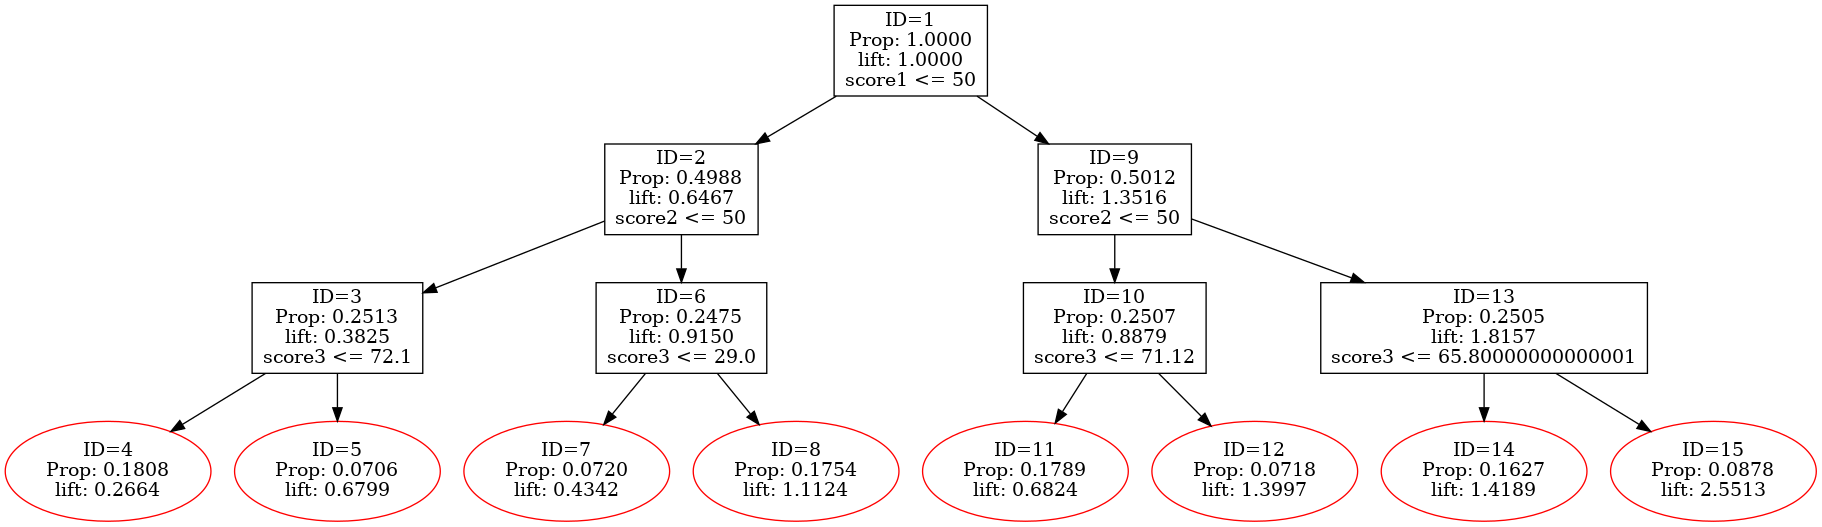 ID=1
Prop: 1.0000
lift: 1.0000
score1 <= 50
ID=2
Prop: 0.4988
lift: 0.6467
score2 <= 50
ID=9
Prop: 0.5012
lift: 1.3516
score2 <= 50
ID=3
Prop: 0.2513
lift: 0.3825
score3 <= 72.1
ID=6
Prop: 0.2475
lift: 0.9150
score3 <= 29.0
ID=10
Prop: 0.2507
lift: 0.8879
score3 <= 71.12
ID=13
Prop: 0.2505
lift: 1.8157
score3 <= 65.80000000000001
ID=4
Prop: 0.1808
lift: 0.2664
ID=5
Prop: 0.0706
lift: 0.6799
ID=7
Prop: 0.0720
lift: 0.4342
ID=8
Prop: 0.1754
lift: 1.1124
ID=11
Prop: 0.1789
lift: 0.6824
ID=12
Prop: 0.0718
lift: 1.3997
ID=14
Prop: 0.1627
lift: 1.4189
ID=15
Prop: 0.0878
lift: 2.5513